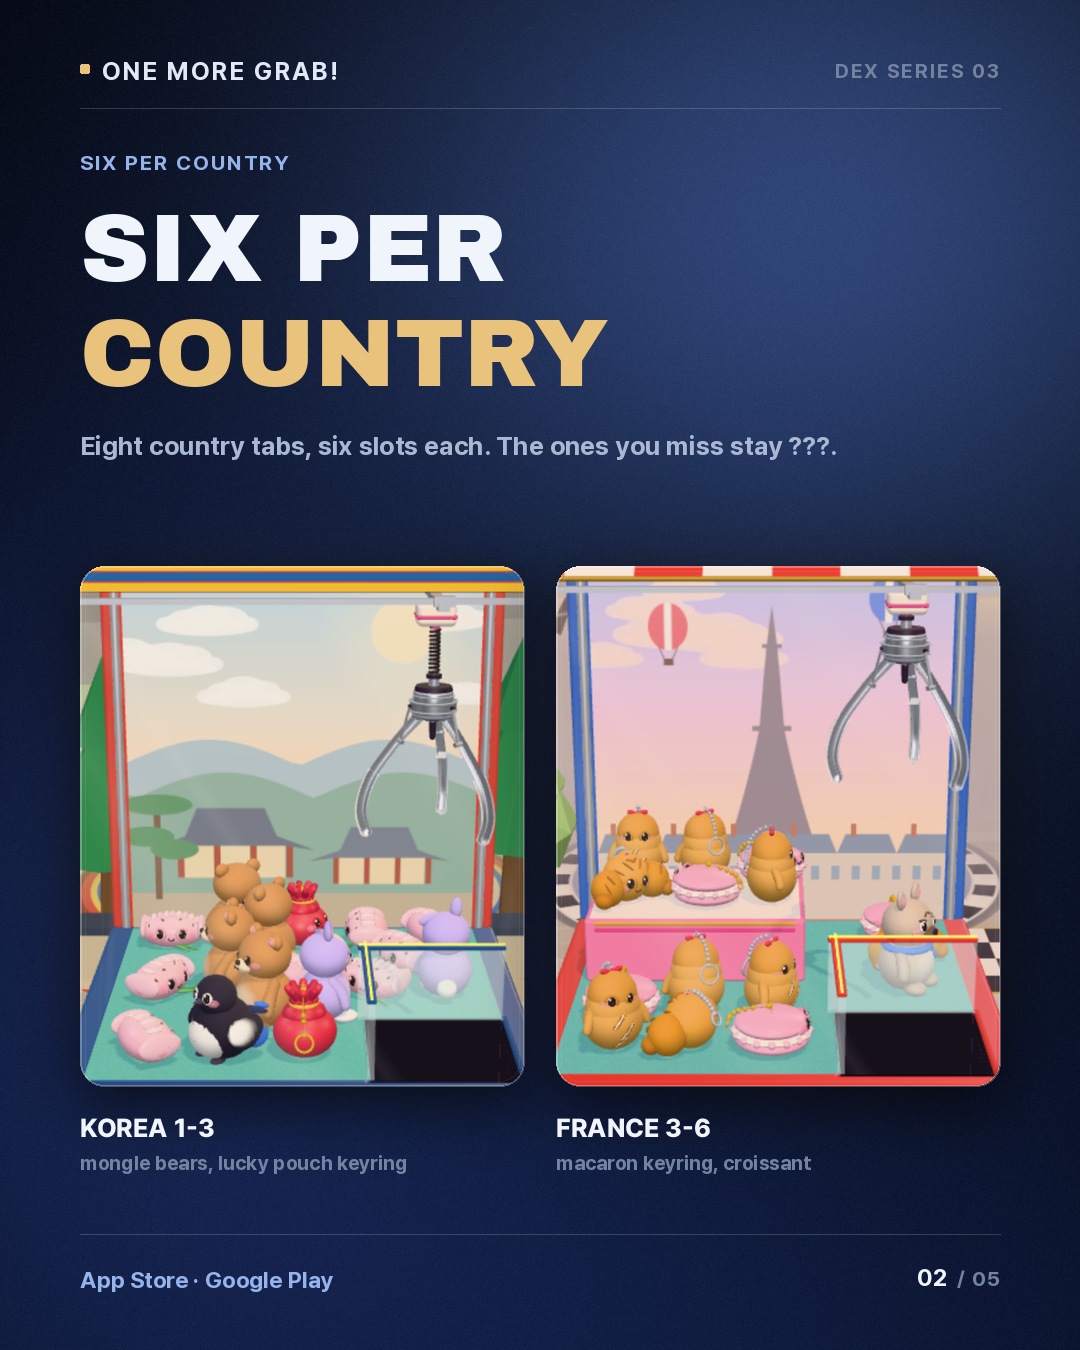 ONE MORE GRAB!
DEX SERIES 03
SIX PER COUNTRY
SIX PER
COUNTRY
Eight country tabs, six slots each. The ones you miss stay ???.
KOREA 1-3
mongle bears, lucky pouch keyring
FRANCE 3-6
macaron keyring, croissant
App Store · Google Play
02 / 05